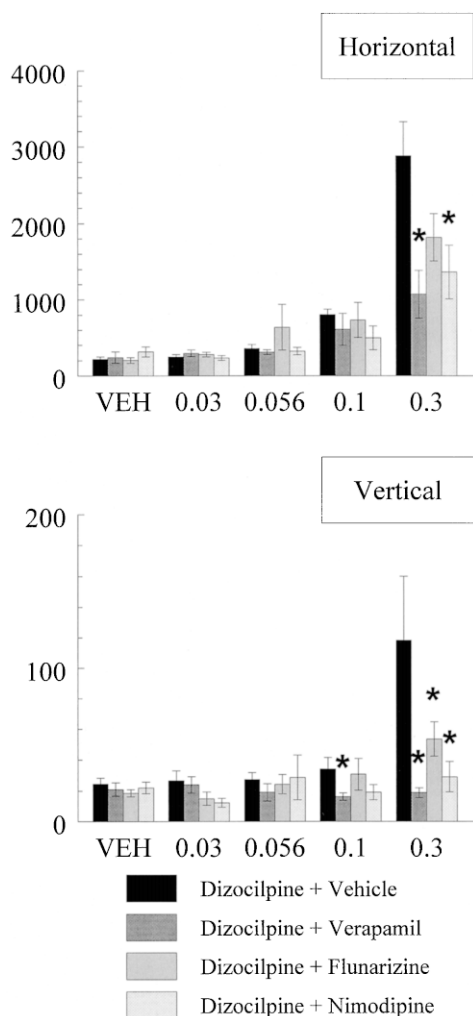 Horizontal
4000
3000
2000
1000
0
* *
VEH 0.03 0.056 0.1 0.3
Vertical
200
100
0
* * * *
VEH 0.03 0.056 0.1 0.3
Dizocilpine + Vehicle
Dizocilpine + Verapamil
Dizocilpine + Flunarizine
Dizocilpine + Nimodipine